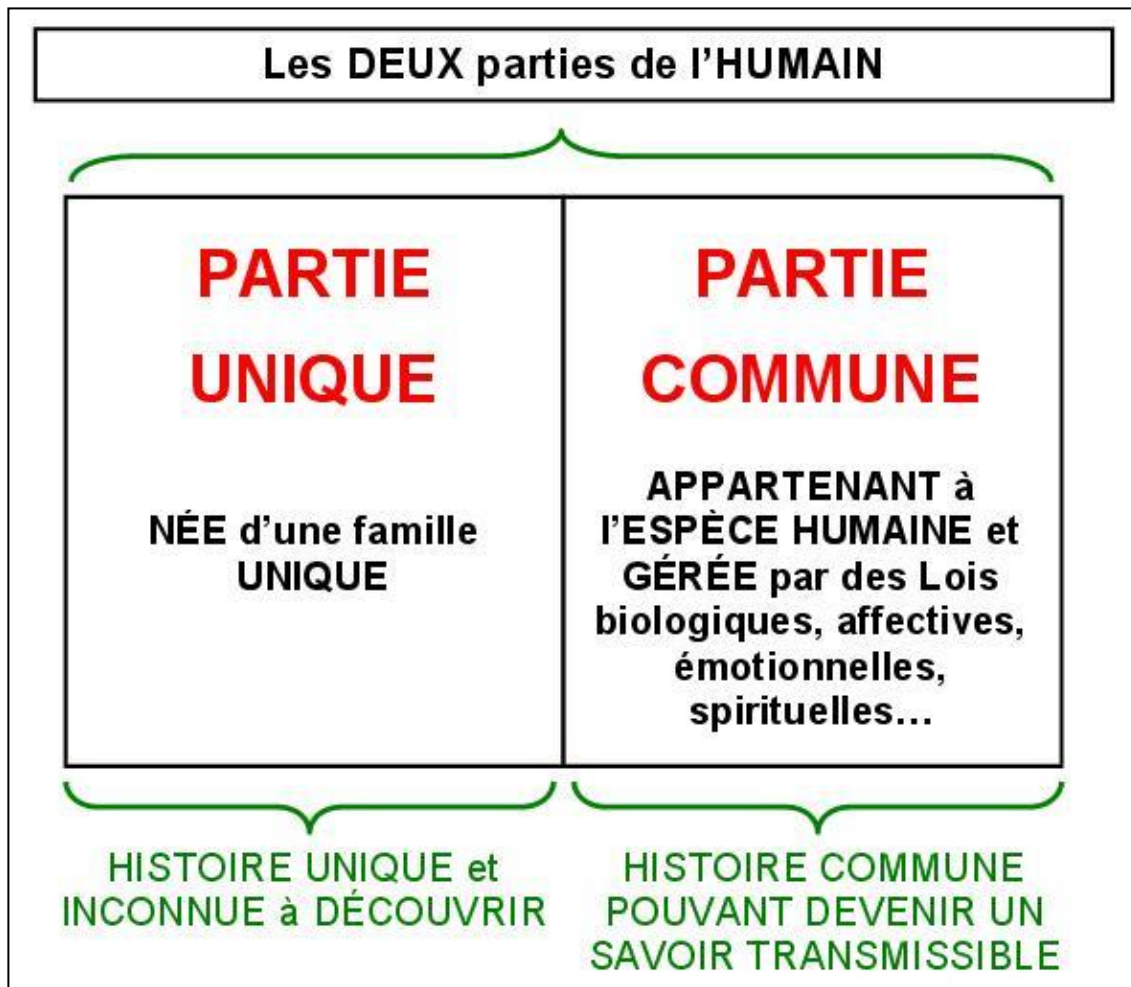 Les DEUX parties de l'HUMAIN
PARTIE
UNIQUE
NÉE d'une famille
UNIQUE
PARTIE
COMMUNE
APPARTENANT à
l'ESPÈCE HUMAINE et
GÉRÉE par des Lois
biologiques, affectives,
émotionnelles,
spirituelles…
HISTOIRE UNIQUE et
INCONNUE à DÉCOUVRIR
HISTOIRE COMMUNE
POUVANT DEVENIR UN
SAVOIR TRANSMISSIBLE